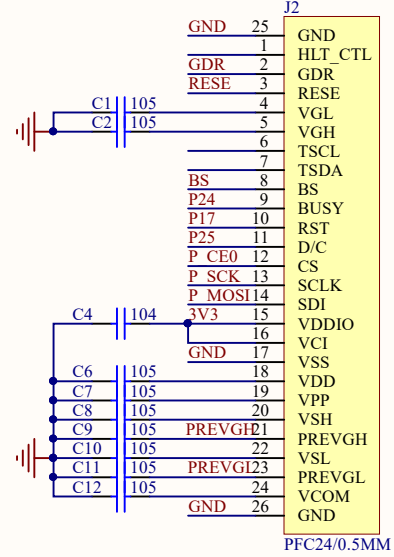 J2
GND 25 GND
1 HLT_CTL
GDR 2 GDR
RESE 3 RESE
C1 105 4 VGL
C2 105 5 VGH
6 TSCL
7 TSDA
BS 8 BS
P24 9 BUSY
P17 10 RST
P25 11 D/C
P_CE0 12 CS
P_SCK 13 SCLK
P_MOSI 14 SDI
C4 104 3V3 15 VDDIO
16 VCI
GND 17 VSS
C6 105 18 VDD
C7 105 19 VPP
C8 105 20 VSH
C9 105 PREVGH 21 PREVGH
C10 105 22 VSL
C11 105 PREVGL 23 PREVGL
C12 105 24 VCOM
GND 26 GND
PFC24/0.5MM